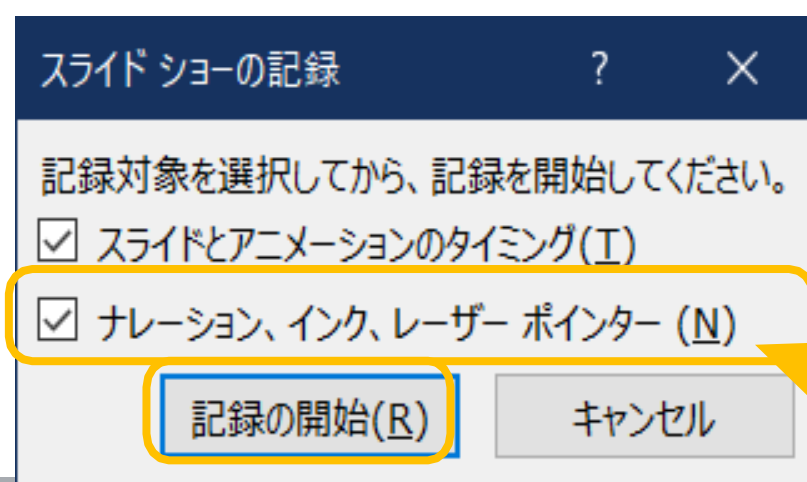 スライド ショーの記録 ? ×
記録対象を選択してから、記録を開始してください。
スライドとアニメーションのタイミング(T)
ナレーション、インク、レーザー ポインター (N)
記録の開始(R) キャンセル